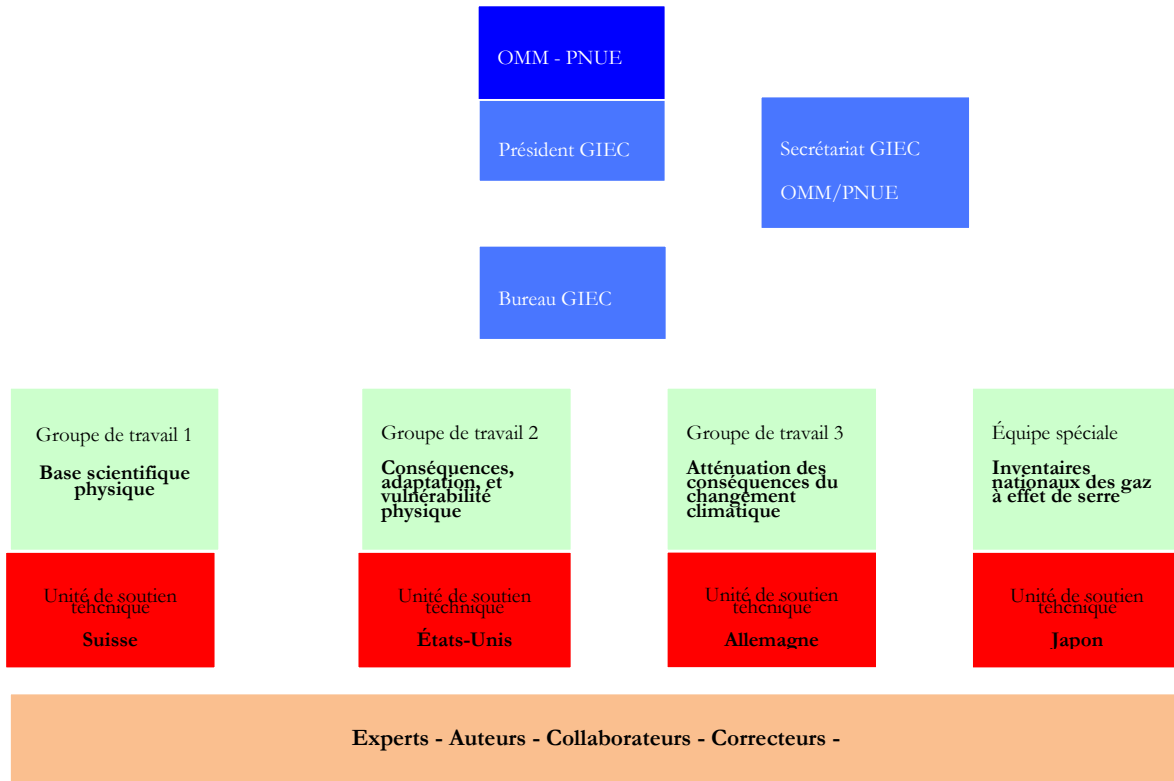 OMM - PNUE
Président GIEC
Secrétariat GIEC
OMM/PNUE
Bureau GIEC
Groupe de travail 1
Base scientifique
physique
Groupe de travail 2
Conséquences,
adaptation, et
vulnérabilité
physique
Groupe de travail 3
Atténuation des
conséquences du
changement
climatique
Équipe spéciale
Inventaires
nationaux des gaz
à effet de serre
Unité de soutien
tehcnique
Suisse
Unité de soutien
technique
États-Unis
Unité de soutien
tehcnique
Allemagne
Unité de soutien
tehcnique
Japon
Experts - Auteurs - Collaborateurs - Correcteurs -